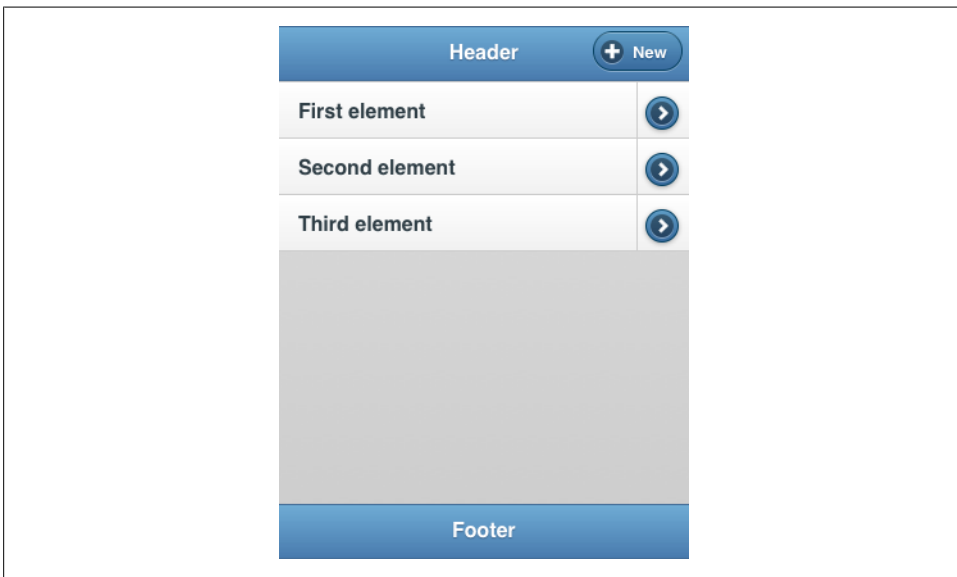 Header
New
First element
Second element
Third element
Footer